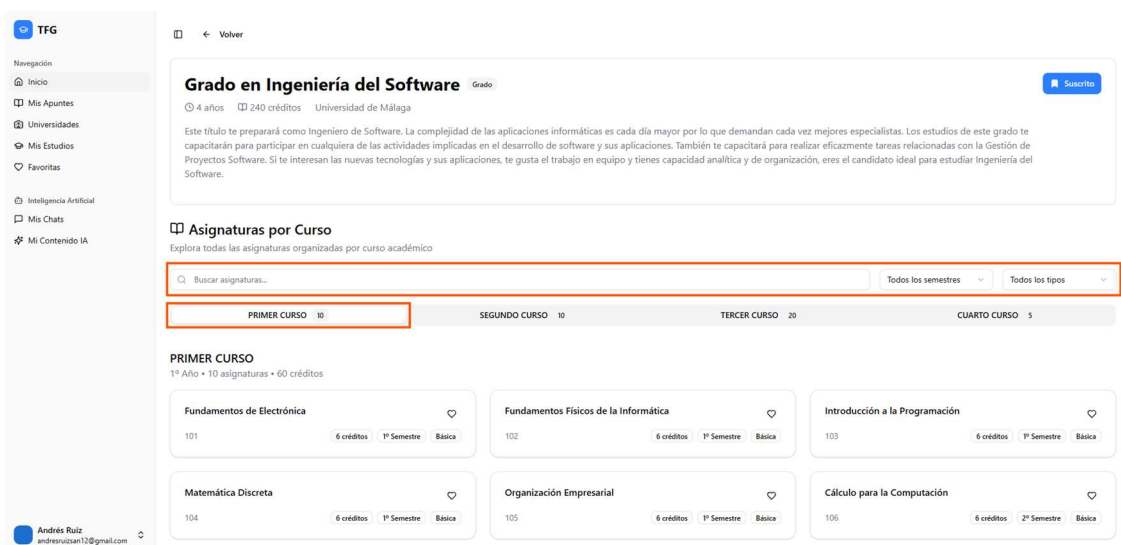 TFG
Navegación
Inicio
Mis Apuntes
Universidades
Mis Estudios
Favoritas
Inteligencia Artificial
Mis Chats
Mi Contenido IA
Andrés Ruiz
andresruizsan12@gmail.com
Volver
Grado en Ingeniería del Software Grado
Suscrito
4 años 240 créditos Universidad de Málaga
Este título te preparará como Ingeniero de Software. La complejidad de las aplicaciones informáticas es cada día mayor por lo que demandan cada vez mejores especialistas. Los estudios de este grado te
capacitarán para participar en cualquiera de las actividades implicadas en el desarrollo de software y sus aplicaciones. También te capacitará para realizar eficazmente tareas relacionadas con la Gestión de
Proyectos Software. Si te interesan las nuevas tecnologías y sus aplicaciones, te gusta el trabajo en equipo y tienes capacidad analítica y de organización, eres el candidato ideal para estudiar Ingeniería del
Software.
Asignaturas por Curso
Explora todas las asignaturas organizadas por curso académico
Buscar asignaturas... Todos los semestres Todos los tipos
PRIMER CURSO 10 SEGUNDO CURSO 10 TERCER CURSO 20 CUARTO CURSO 5
PRIMER CURSO
1º Año • 10 asignaturas • 60 créditos
Fundamentos de Electrónica
101 6 créditos 1º Semestre Básica
Fundamentos Físicos de la Informática
102 6 créditos 1º Semestre Básica
Introducción a la Programación
103 6 créditos 1º Semestre Básica
Matemática Discreta
104 6 créditos 1º Semestre Básica
Organización Empresarial
105 6 créditos 1º Semestre Básica
Cálculo para la Computación
106 6 créditos 2º Semestre Básica